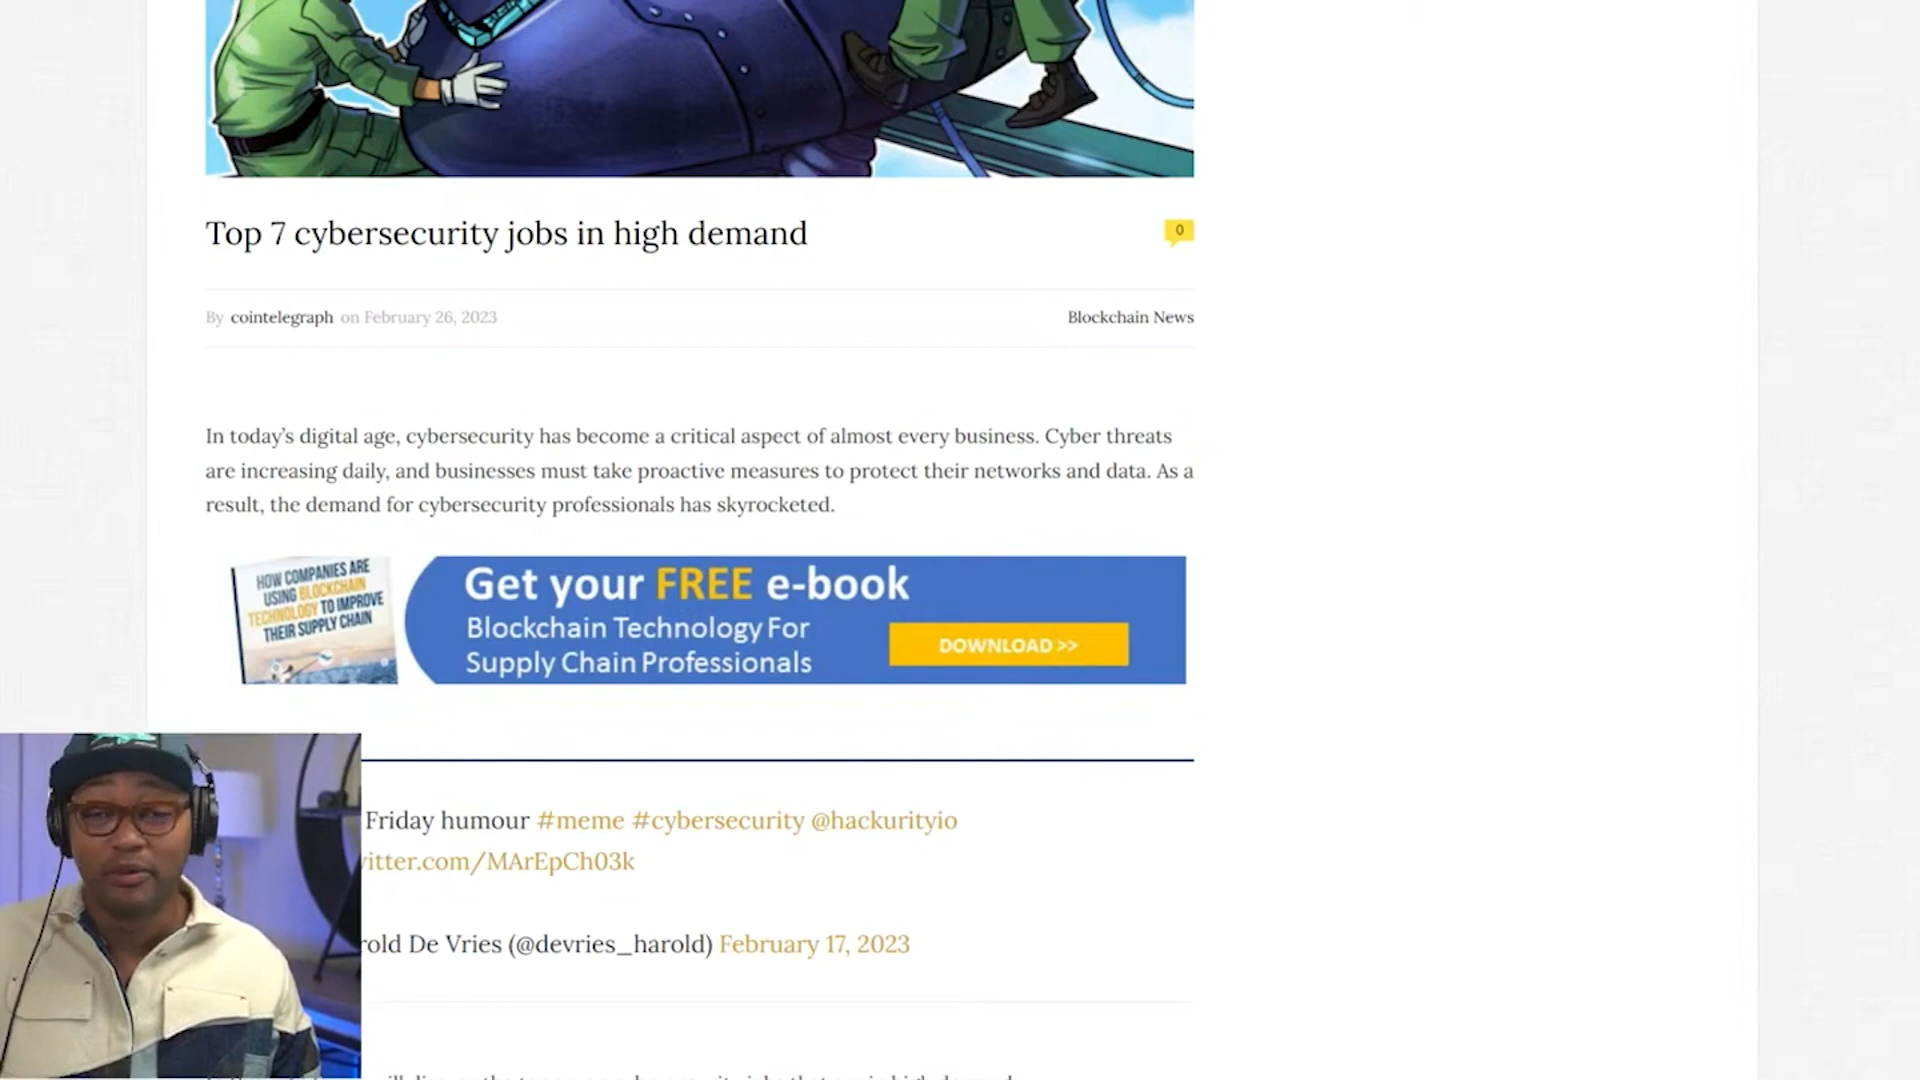 Top 7 cybersecurity jobs in high demand
0
By cointelegraph on February 26, 2023
Blockchain News
In today's digital age, cybersecurity has become a critical aspect of almost every business. Cyber threats
are increasing daily, and businesses must take proactive measures to protect their networks and data. As a
result, the demand for cybersecurity professionals has skyrocketed.
HOW COMPANIES ARE
USING BLOCKCHAIN
TECHNOLOGY TO IMPROVE
THEIR SUPPLY CHAIN
Get your FREE e-book
Blockchain Technology For
Supply Chain Professionals
DOWNLOAD >>
Friday humour #meme #cybersecurity @hackurityio
itter.com/MArEpCh03k
rold De Vries (@devries_harold) February 17, 2023